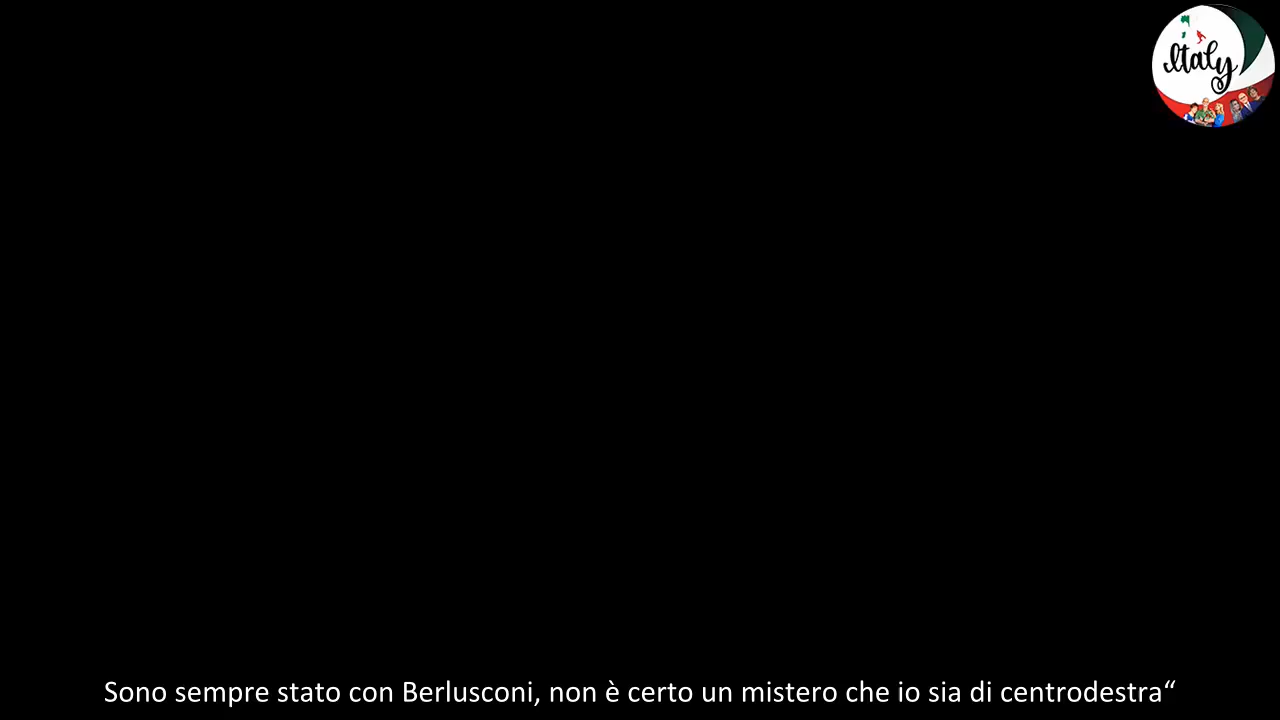 Italy
Sono sempre stato con Berlusconi, non è certo un mistero che io sia di centrodestra“